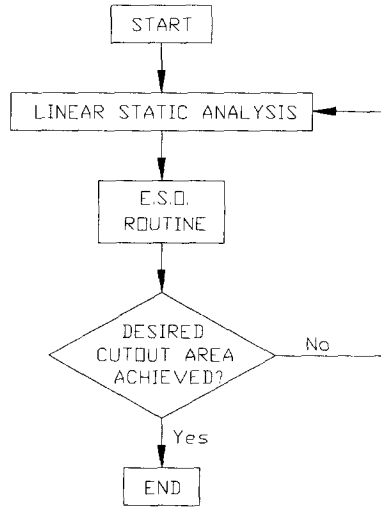 START
LINEAR STATIC ANALYSIS
E.S.O.
ROUTINE
DESIRED
CUTOUT AREA
ACHIEVED?
No
Yes
END